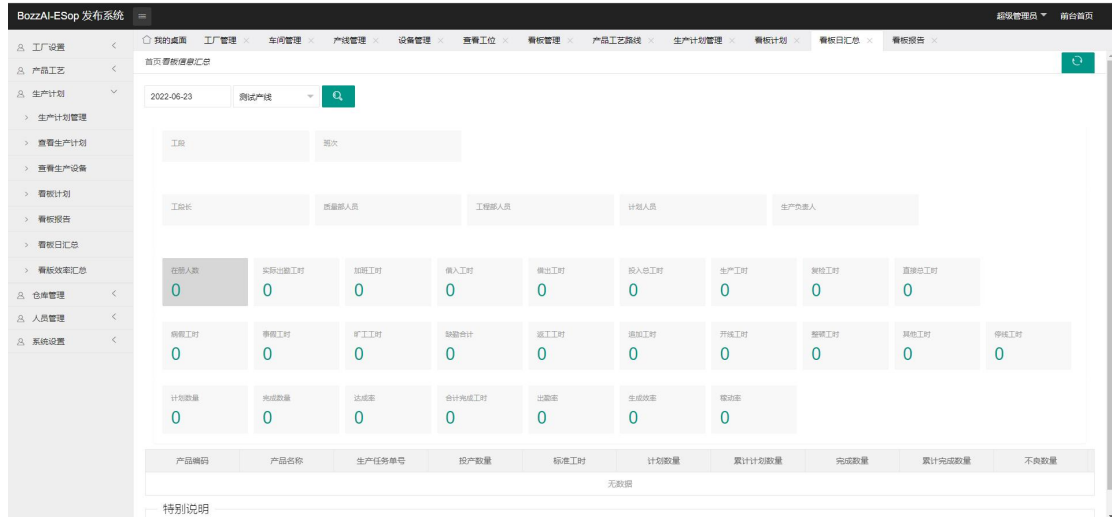 BozzAI-ESop 发布系统
超级管理员 前台首页
我的桌面 工厂管理 车间管理 产线管理 设备管理 查看工位 看板管理 产品工艺路线 生产计划管理 看板计划 看板日汇总 看板报告
首页看板信息汇总
工厂设置
产品工艺
生产计划
生产计划管理
查看生产计划
查看生产设备
看板计划
看板报告
看板日汇总
看板效率汇总
仓库管理
人员管理
系统设置
2022-06-23 测试产线
工段 班次
工段长 质量部人员 工程部人员 计划人员 生产负责人
在册人数 实际出勤工时 加班工时 借入工时 借出工时 投入总工时 生产工时 复检工时 直接总工时
0 0 0 0 0 0 0 0 0
病假工时 事假工时 旷工工时 缺勤合计 返工工时 追加工时 开线工时 整顿工时 其他工时 停线工时
0 0 0 0 0 0 0 0 0 0
计划数量 完成数量 达成率 合计完成工时 出勤率 生成效率 稼动率
0 0 0 0 0 0 0
产品编码 产品名称 生产任务单号 投产数量 标准工时 计划数量 累计计划数量 完成数量 累计完成数量 不良数量
无数据
特别说明